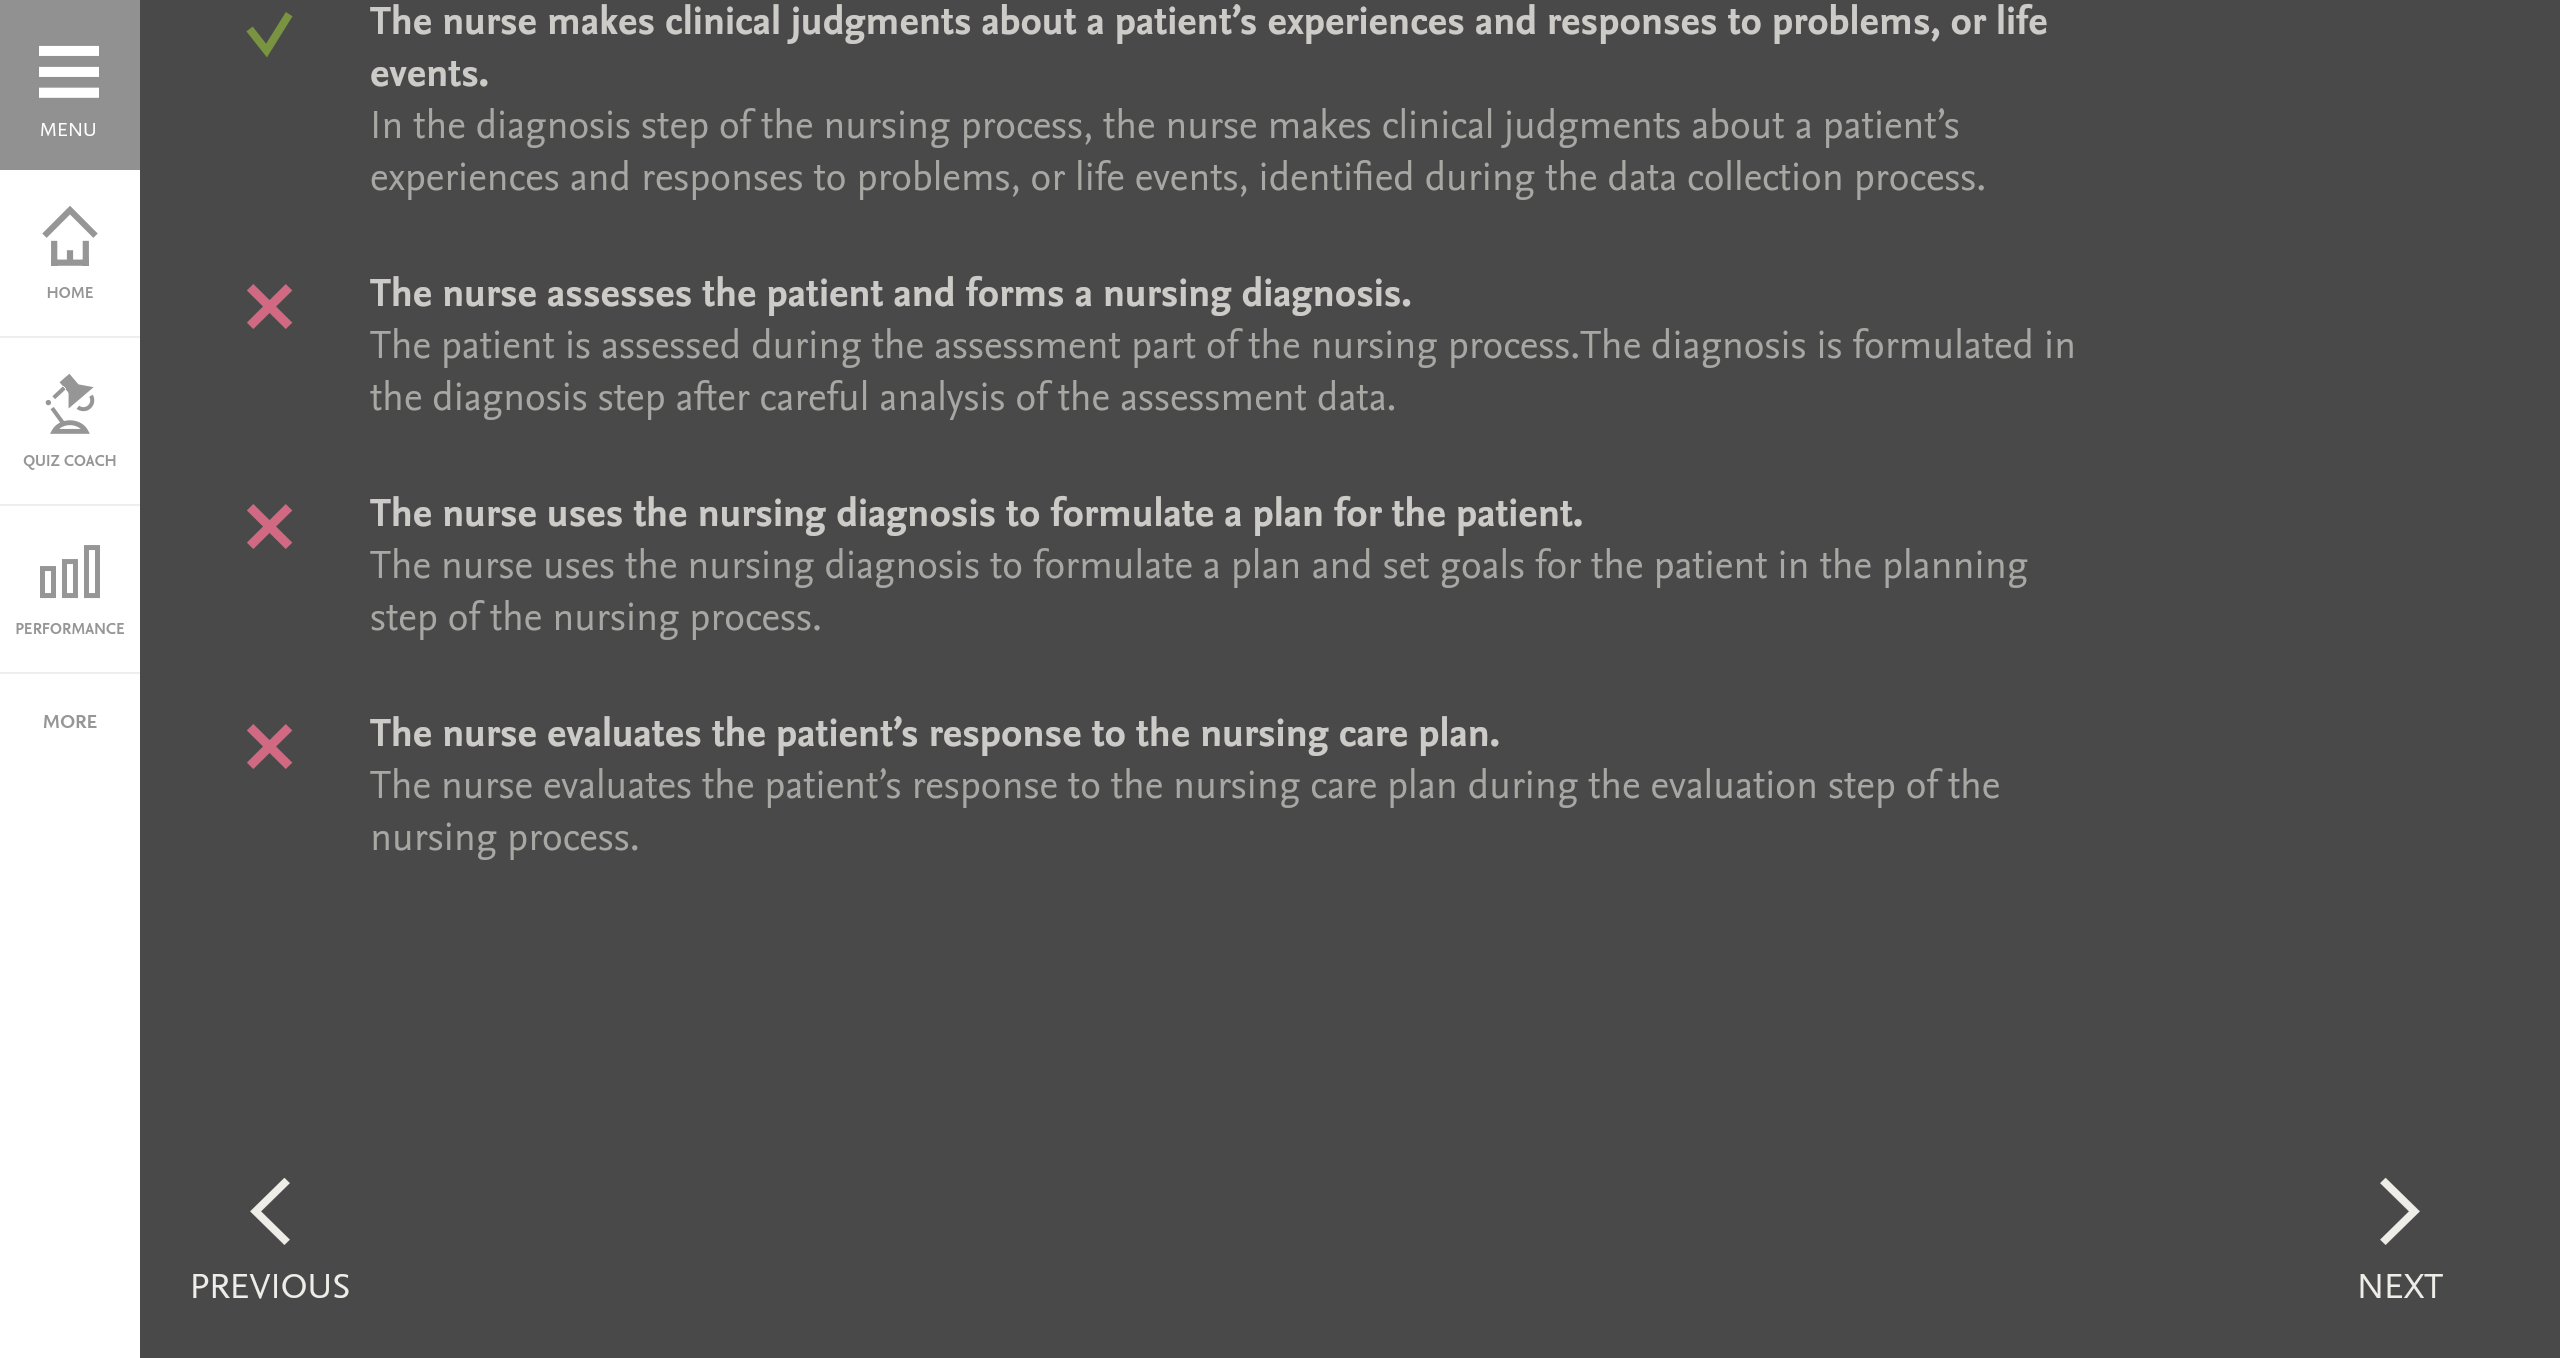 MENU
HOME
QUIZ COACH
PERFORMANCE
MORE
The nurse makes clinical judgments about a patient’s experiences and responses to problems, or life
events.
In the diagnosis step of the nursing process, the nurse makes clinical judgments about a patient’s
experiences and responses to problems, or life events, identified during the data collection process.
The nurse assesses the patient and forms a nursing diagnosis.
The patient is assessed during the assessment part of the nursing process.The diagnosis is formulated in
the diagnosis step after careful analysis of the assessment data.
The nurse uses the nursing diagnosis to formulate a plan for the patient.
The nurse uses the nursing diagnosis to formulate a plan and set goals for the patient in the planning
step of the nursing process.
The nurse evaluates the patient’s response to the nursing care plan.
The nurse evaluates the patient’s response to the nursing care plan during the evaluation step of the
nursing process.
PREVIOUS
NEXT